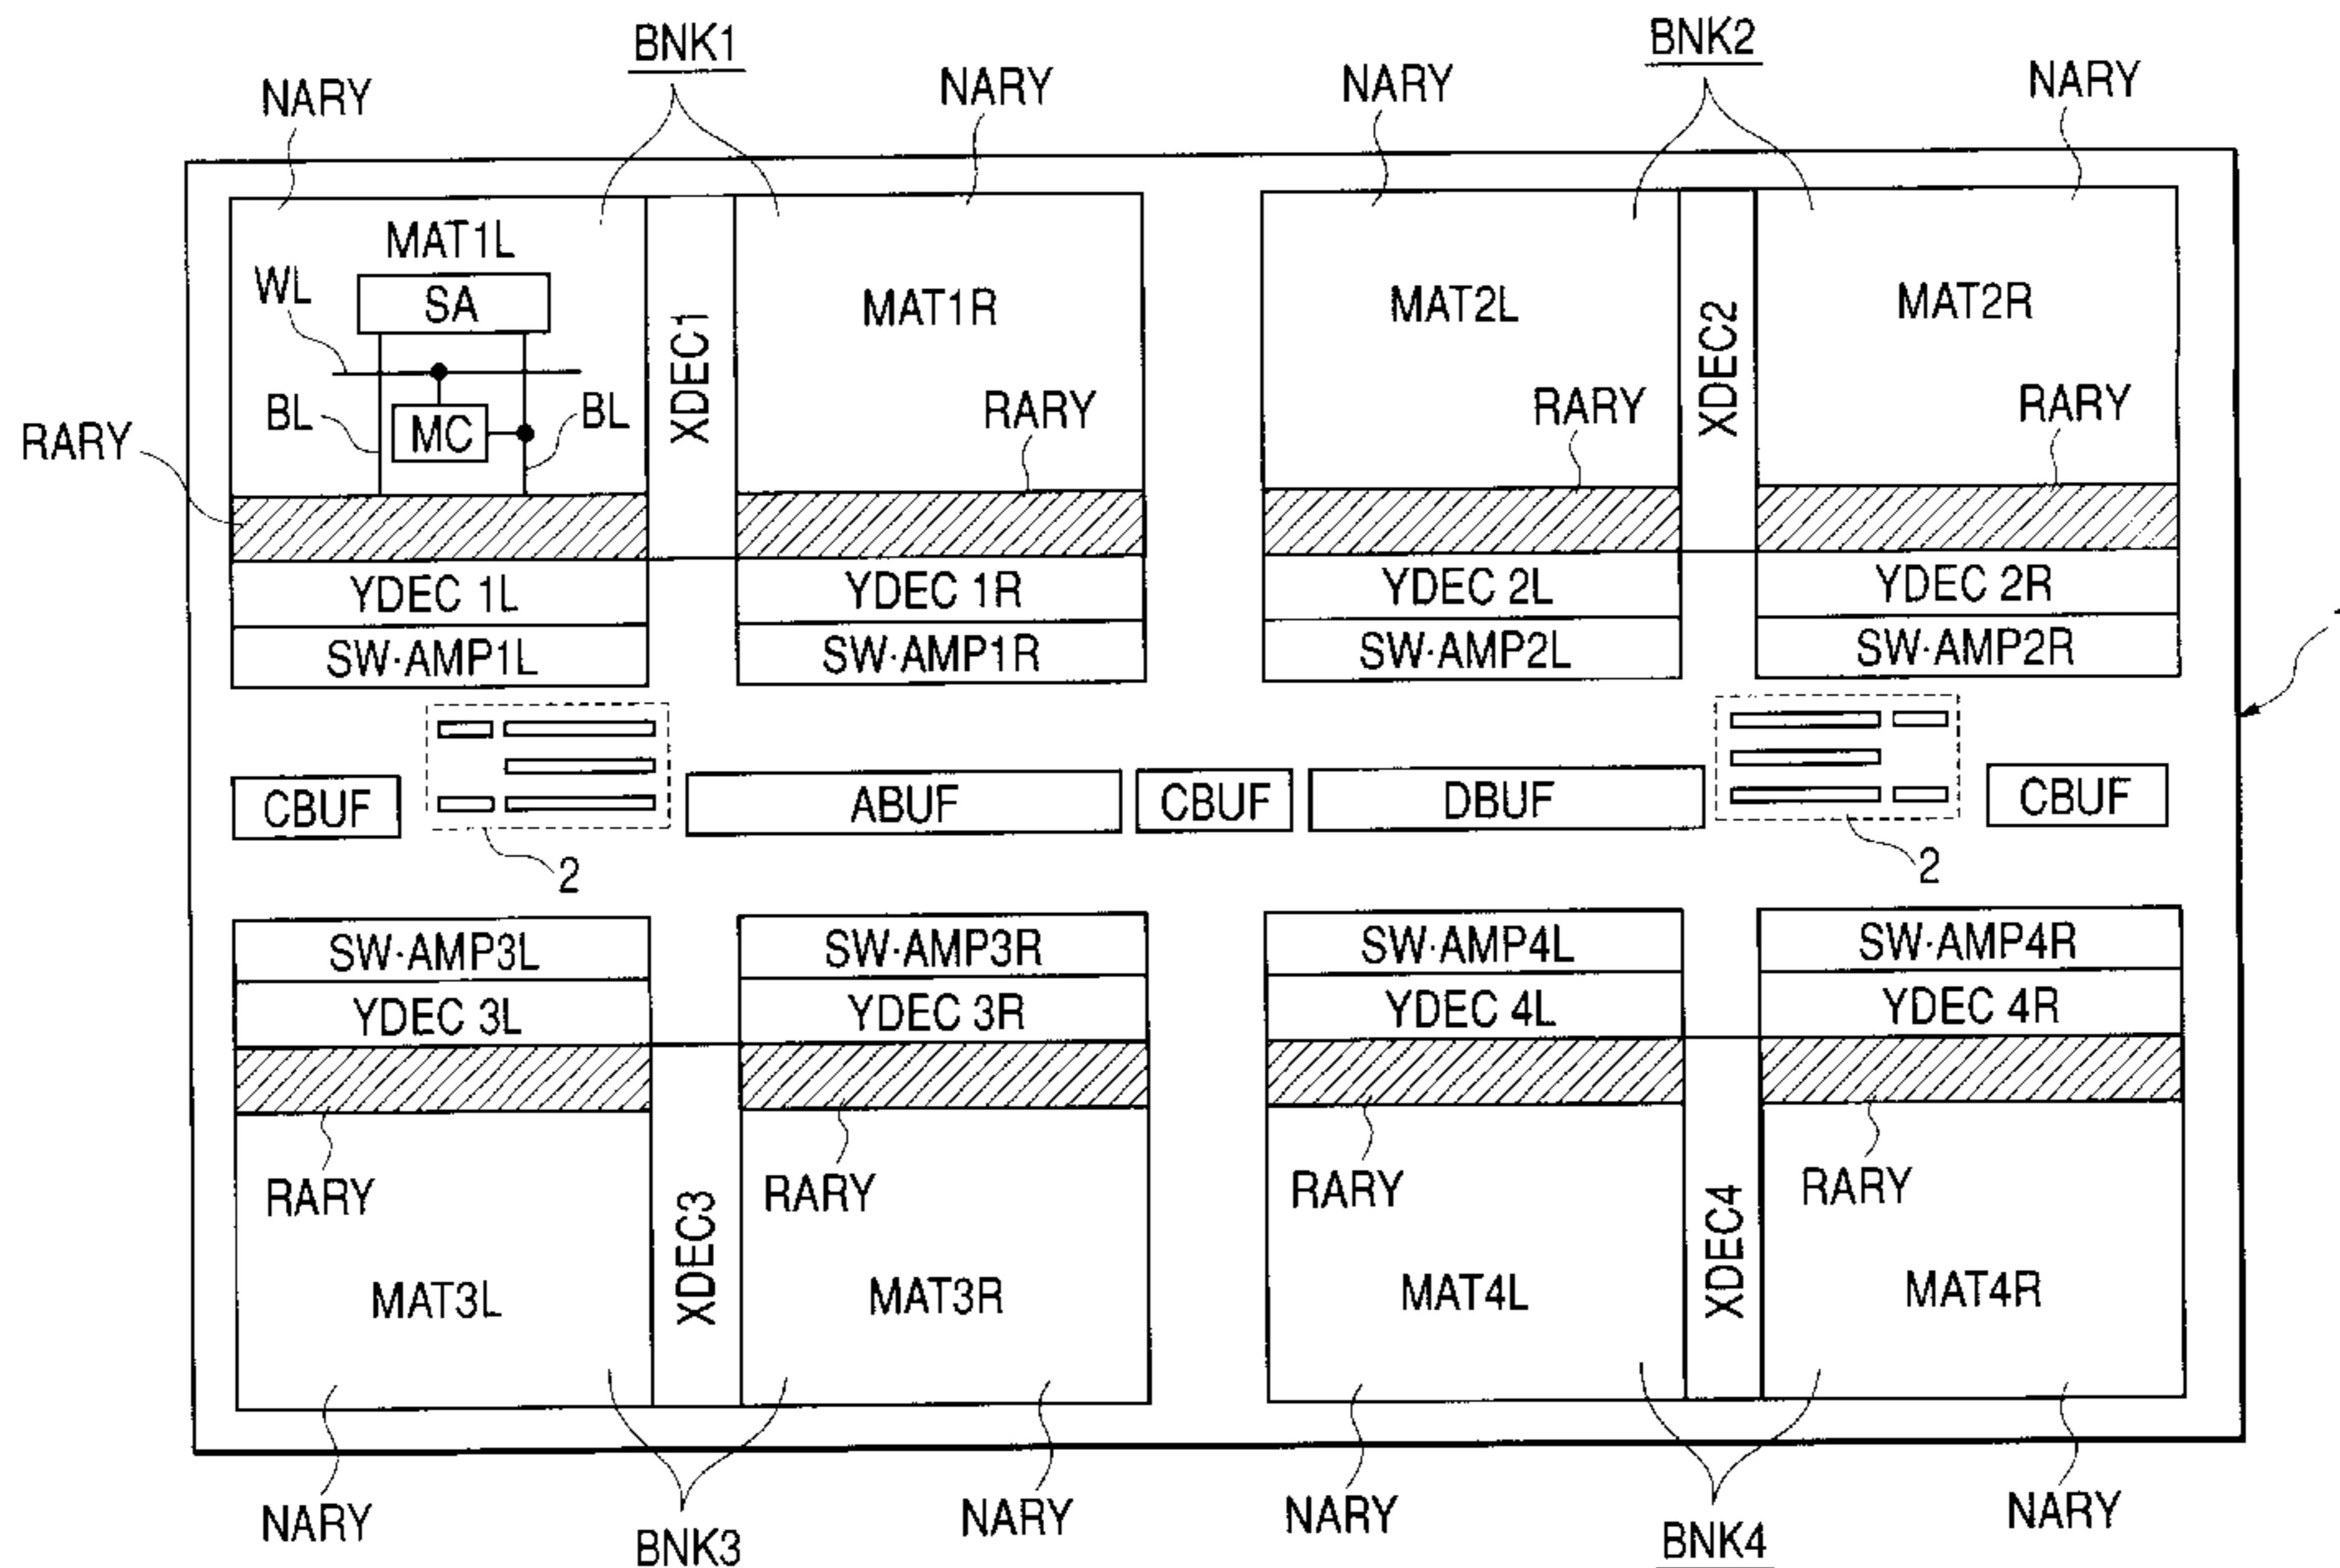 BNK1
BNK2
NARY
NARY
NARY
NARY
MAT1L
WL
SA
BL
MC
BL
RARY
XDEC1
MAT1R
RARY
MAT2L
RARY
XDEC2
MAT2R
RARY
YDEC 1L
YDEC 1R
YDEC 2L
YDEC 2R
SW·AMP1L
SW·AMP1R
SW·AMP2L
SW·AMP2R
CBUF
ABUF
CBUF
DBUF
CBUF
2
2
SW·AMP3L
SW·AMP3R
SW·AMP4L
SW·AMP4R
YDEC 3L
YDEC 3R
YDEC 4L
YDEC 4R
RARY
RARY
RARY
RARY
XDEC3
XDEC4
MAT3L
MAT3R
MAT4L
MAT4R
NARY
NARY
NARY
NARY
BNK3
BNK4